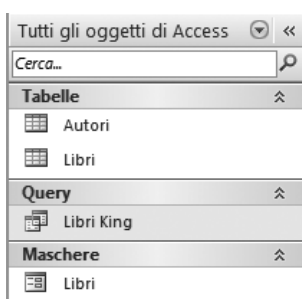 Tutti gli oggetti di Access
Cerca...
Tabelle
Autori
Libri
Query
Libri King
Maschere
Libri